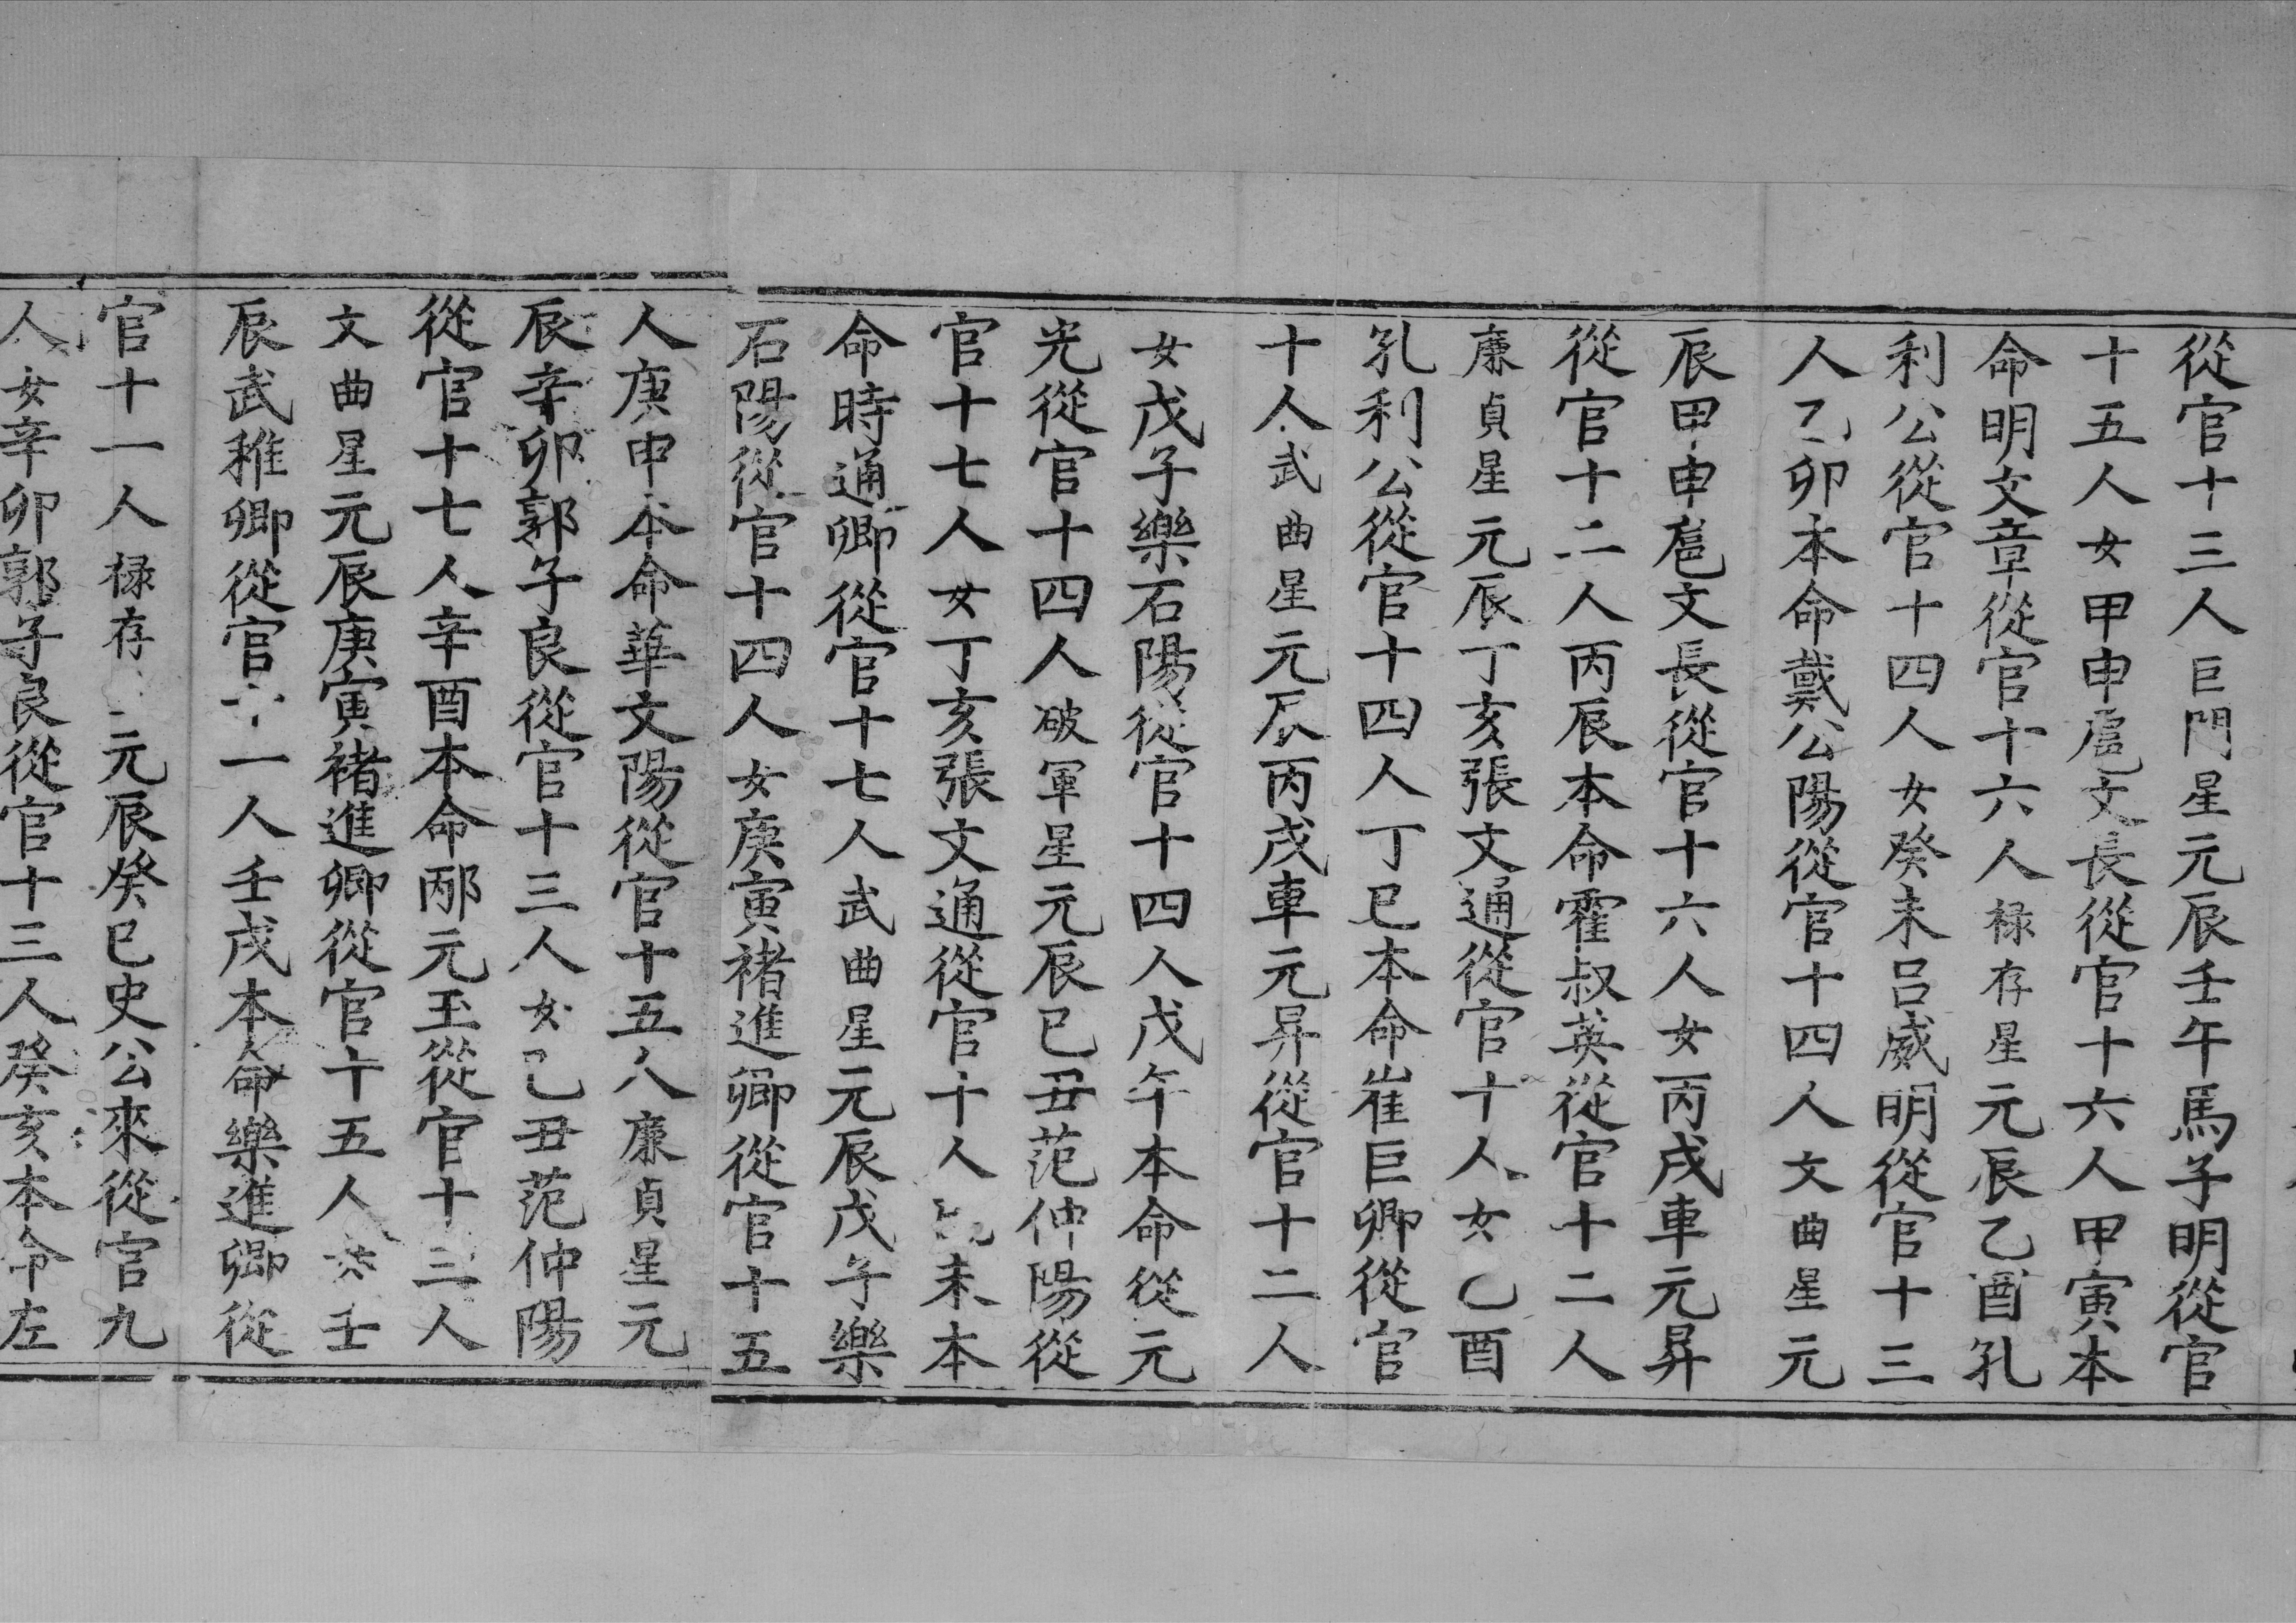 從官十三人巨門星元辰壬午馬子明從官
十五人女甲申扈文長從官十六人甲寅本
命明文章從官十六人祿存星元辰乙酉孔
利公從官十四人女癸未呂威明從官十三
人乙卯本命戴公陽從官十四人文曲星元
辰甲申扈文長從官十六人女丙戌車元昇
從官十二人丙辰本命霍叔英從官十二人
廉貞星元辰丁亥張文通從官十人女乙酉
孔利公從官十四人丁巳本命崔巨卿從官
十人武曲星元辰丙戌車元昇從官十二人
女戊子樂石陽從官十四人戊午本命從元
光從官十四人破軍星元辰己丑范仲陽從
官十七人女丁亥張文通從官十人未本
命時通卿從官十七人武曲星元辰戊子樂
石陽從官十四人女庚寅褚進卿從官十五
人庚申本命華文陽從官十五人廉貞星元
辰辛卯郭子良從官十三人女己丑范仲陽
從官十七人辛酉本命邴元玉從官十三人
文曲星元辰庚寅褚進卿從官十五人女壬
辰武稚卿從官一人壬戌本命樂進卿從
官十一人祿存元辰癸巳史公來從官九
人女辛卯郭子良從官十三人癸亥本命左